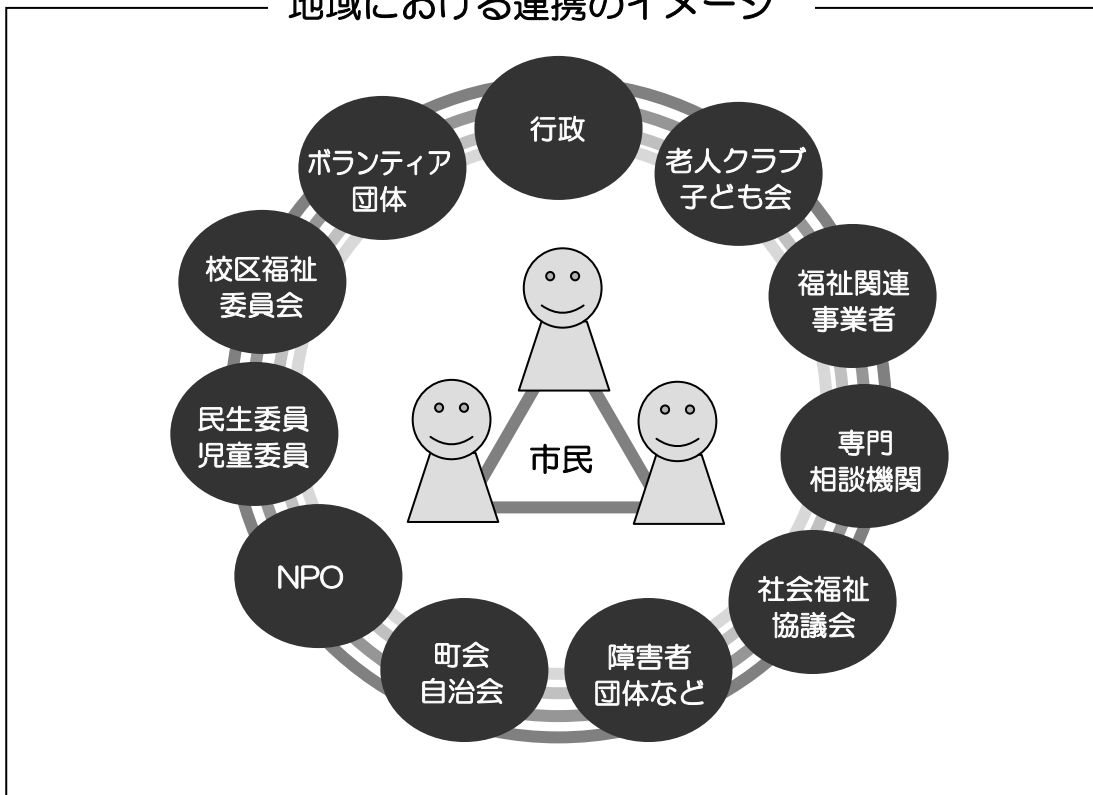 地域における連携のイメージ
行政
老人クラブ
子ども会
福祉関連
事業者
専門
相談機関
社会福祉
協議会
障害者
団体など
町会
自治会
NPO
民生委員
児童委員
校区福祉
委員会
ボランティア
団体
市民